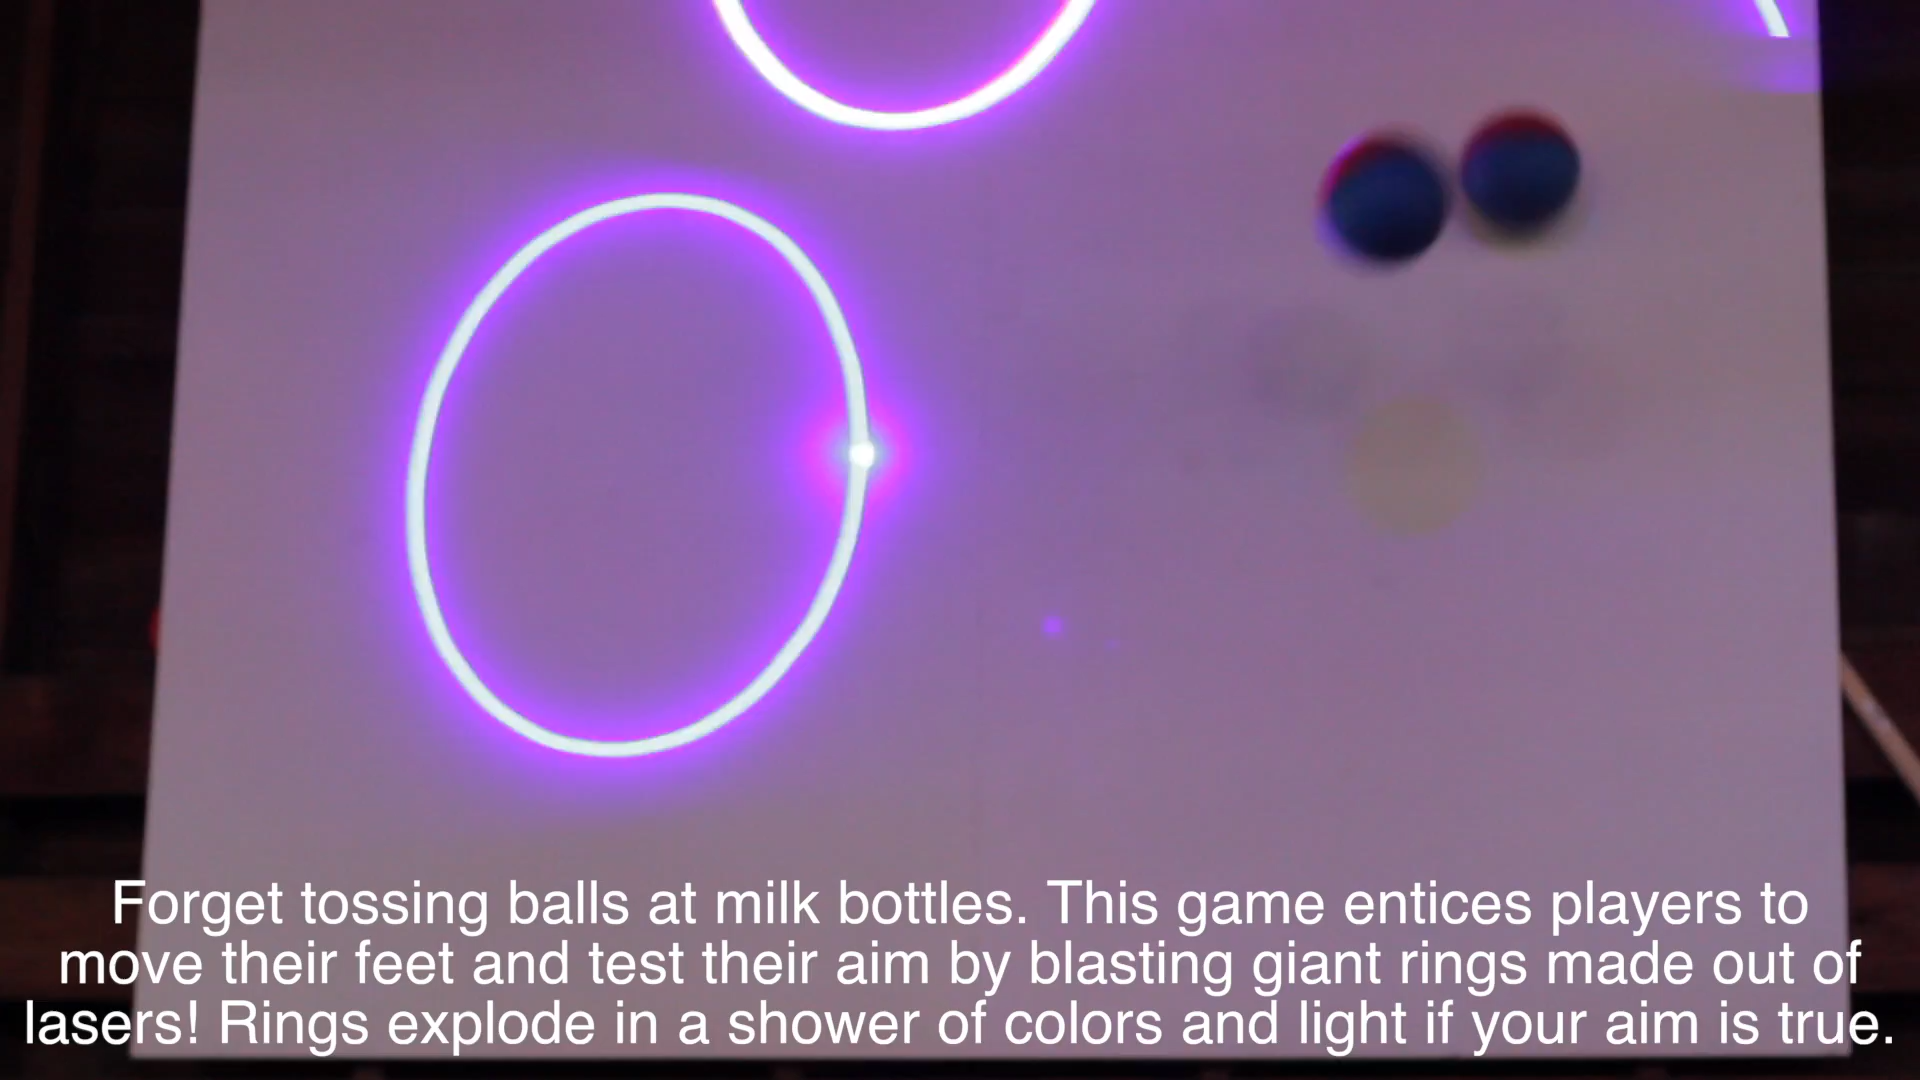 Forget tossing balls at milk bottles. This game entices players to
move their feet and test their aim by blasting giant rings made out of
lasers! Rings explode in a shower of colors and light if your aim is true.